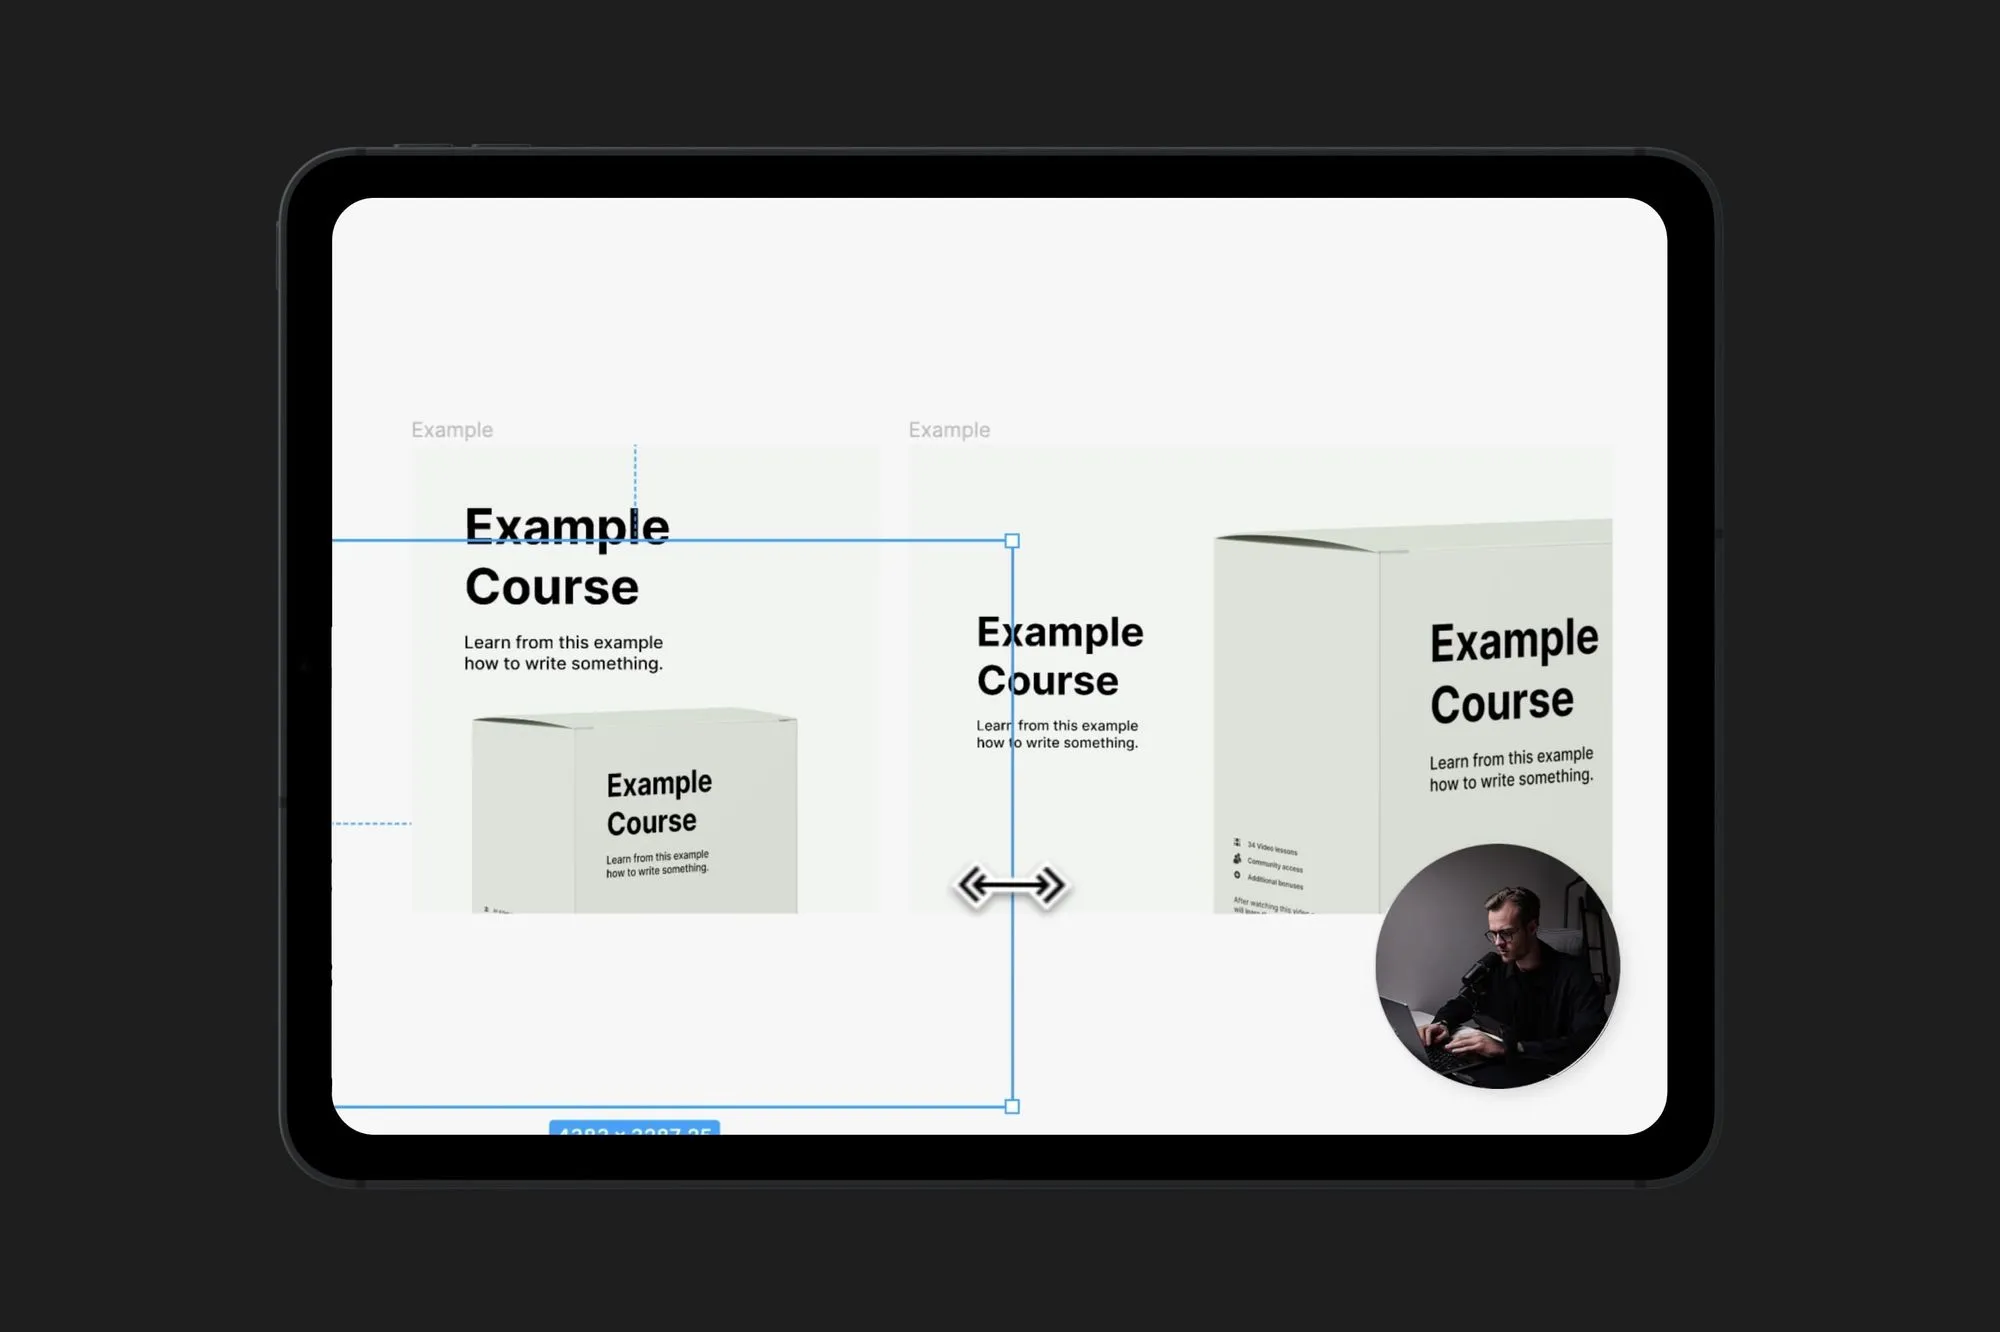 Example
Example
Example
Course
Learn from this example
how to write something.
Example
Course
Learn from this example
how to write something.
Example
Course
Learn from this example
how to write something.
Example
Course
Learn from this example
how to write something.
34 Video lessons
Community access
Additional bonuses
After watching this video
will